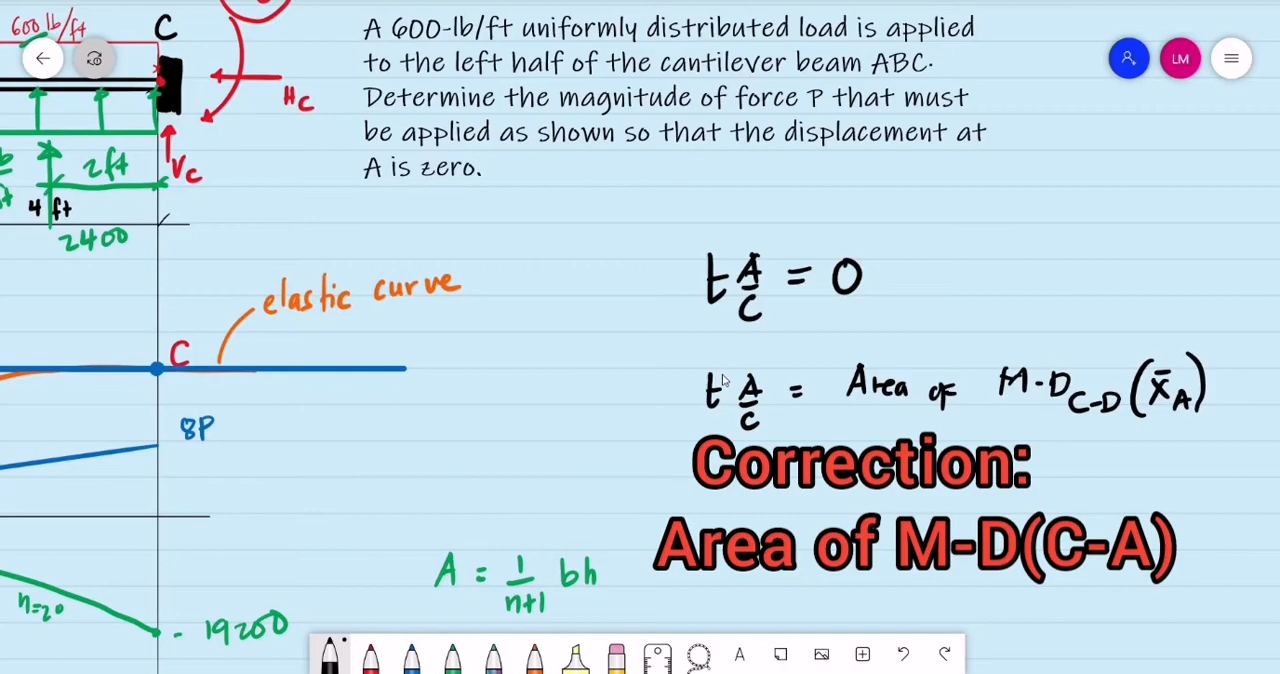 600 lb/ft
C
A 600-lb/ft uniformly distributed load is applied
to the left half of the cantilever beam ABC.
Determine the magnitude of force P that must
be applied as shown so that the displacement at
A is zero.
LM
HC
VC
2ft
4 ft
2400
t A/C = 0
elastic curve
C
t A/C = Area of M-D C-D (x̄A)
8P
Correction:
Area of M-D(C-A)
A = 1/n+1 bh
- 19200
A